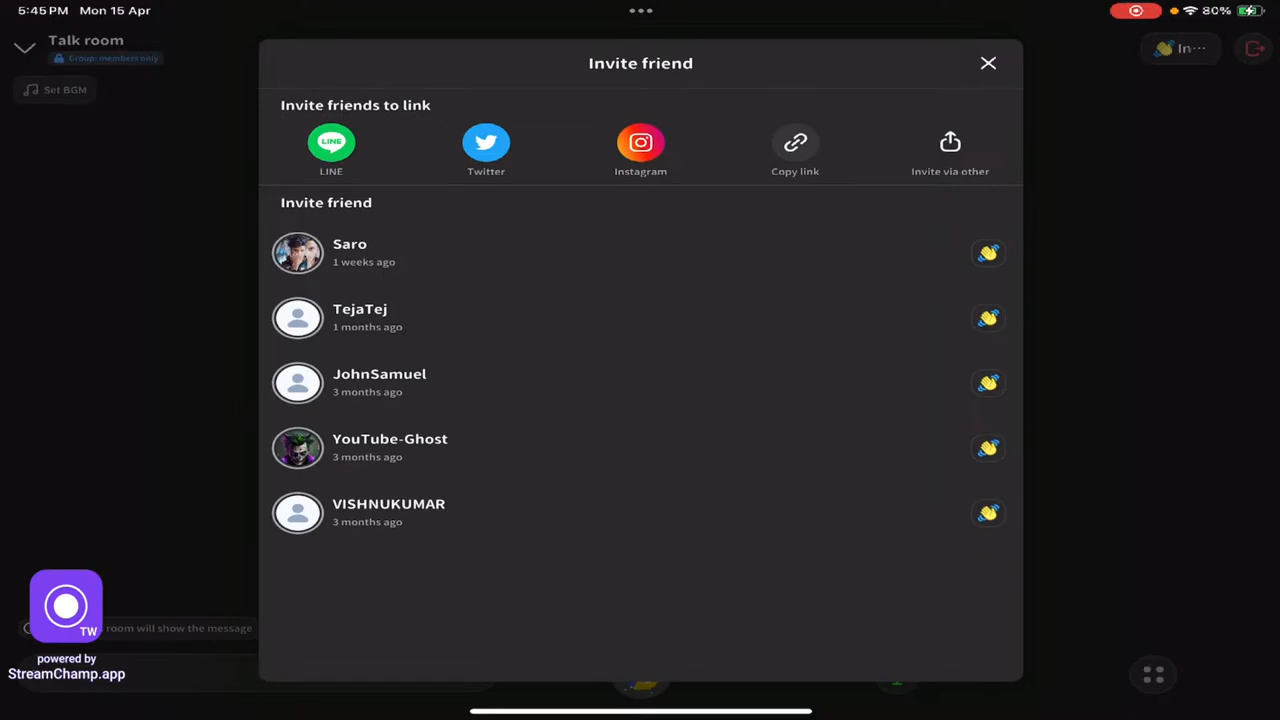 5:45 PM Mon 15 Apr
80%
Talk room
Group: members only
In…
Set BGM
Invite friend
Invite friends to link
LINE
LINE
Twitter
Instagram
Copy link
Invite via other
Invite friend
Saro
1 weeks ago
TejaTej
1 months ago
JohnSamuel
3 months ago
YouTube-Ghost
3 months ago
VISHNUKUMAR
3 months ago
room will show the message
TW
powered by
StreamChamp.app